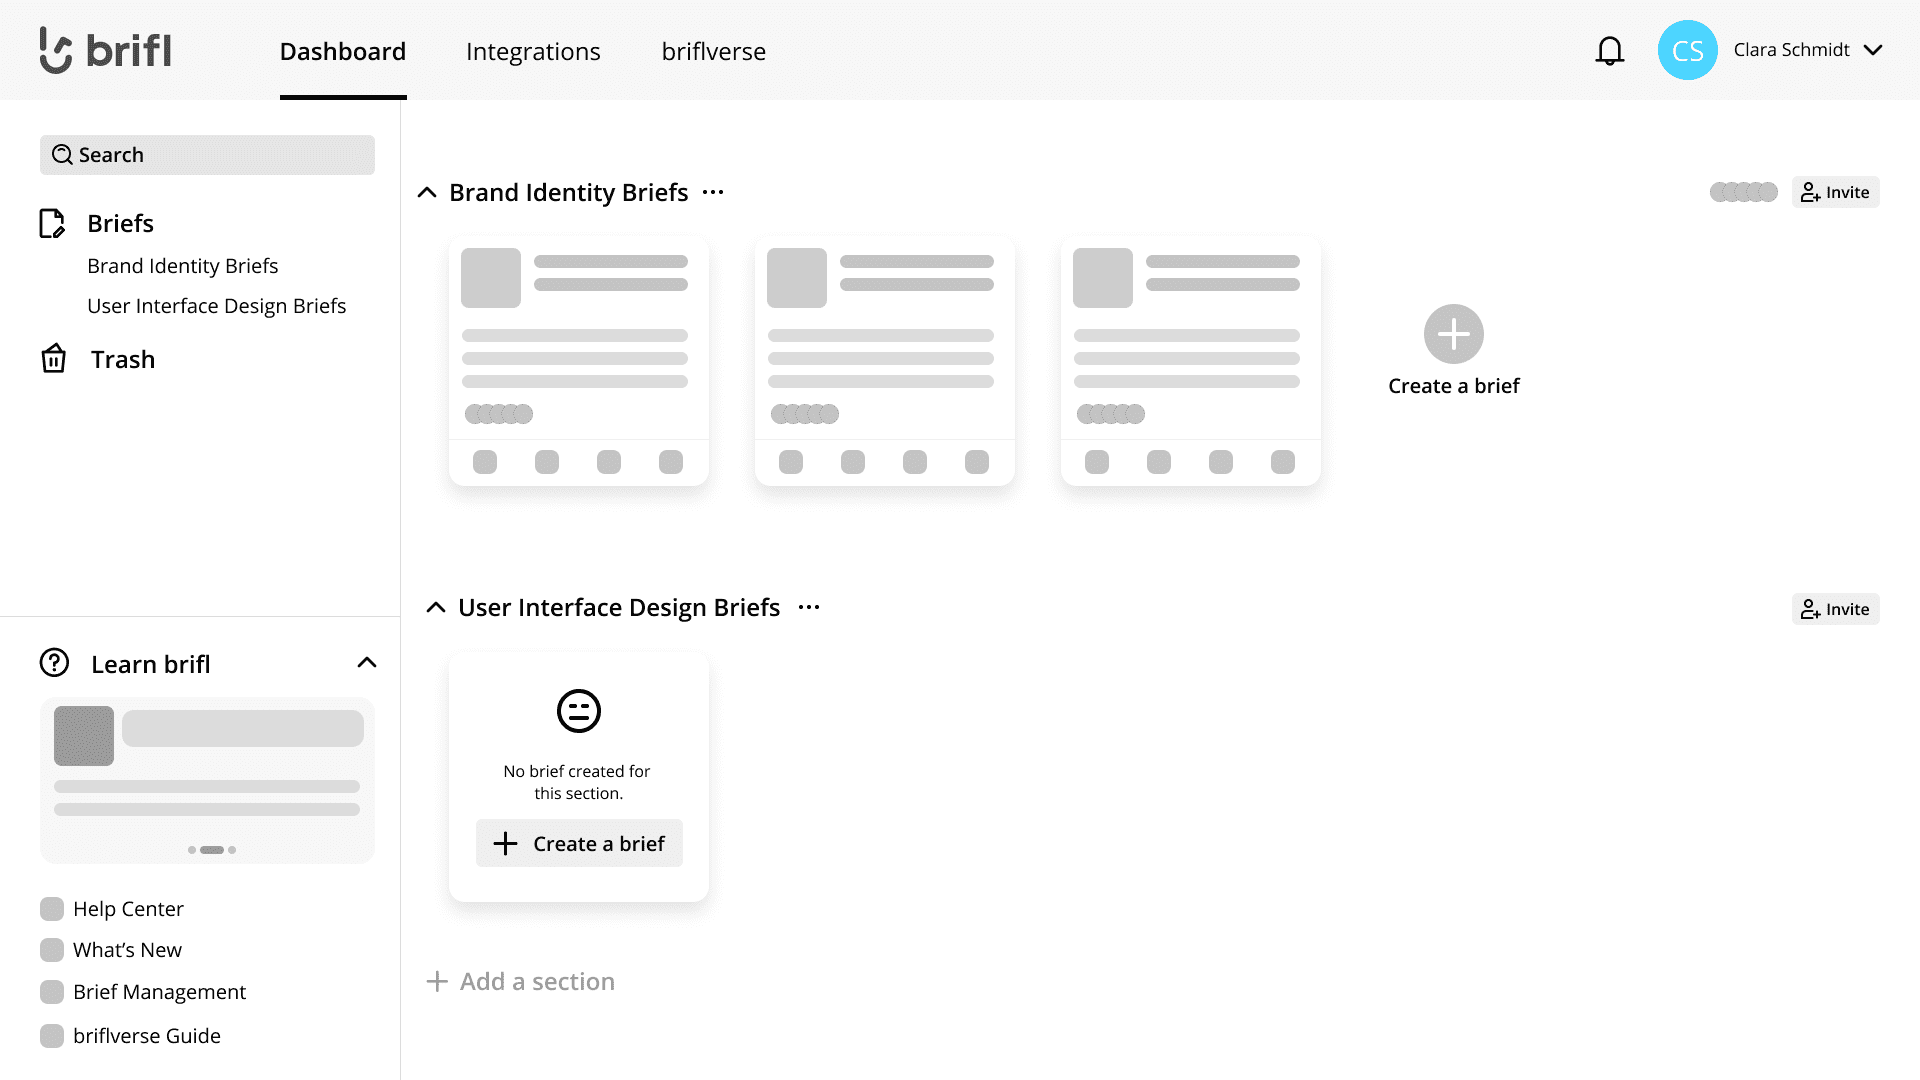 brifl
Dashboard
Integrations
briflverse
CS
Clara Schmidt
Search
Briefs
Brand Identity Briefs
User Interface Design Briefs
Trash
Brand Identity Briefs
Invite
Create a brief
User Interface Design Briefs
Invite
No brief created for
this section.
Create a brief
Add a section
Learn brifl
Help Center
What’s New
Brief Management
briflverse Guide